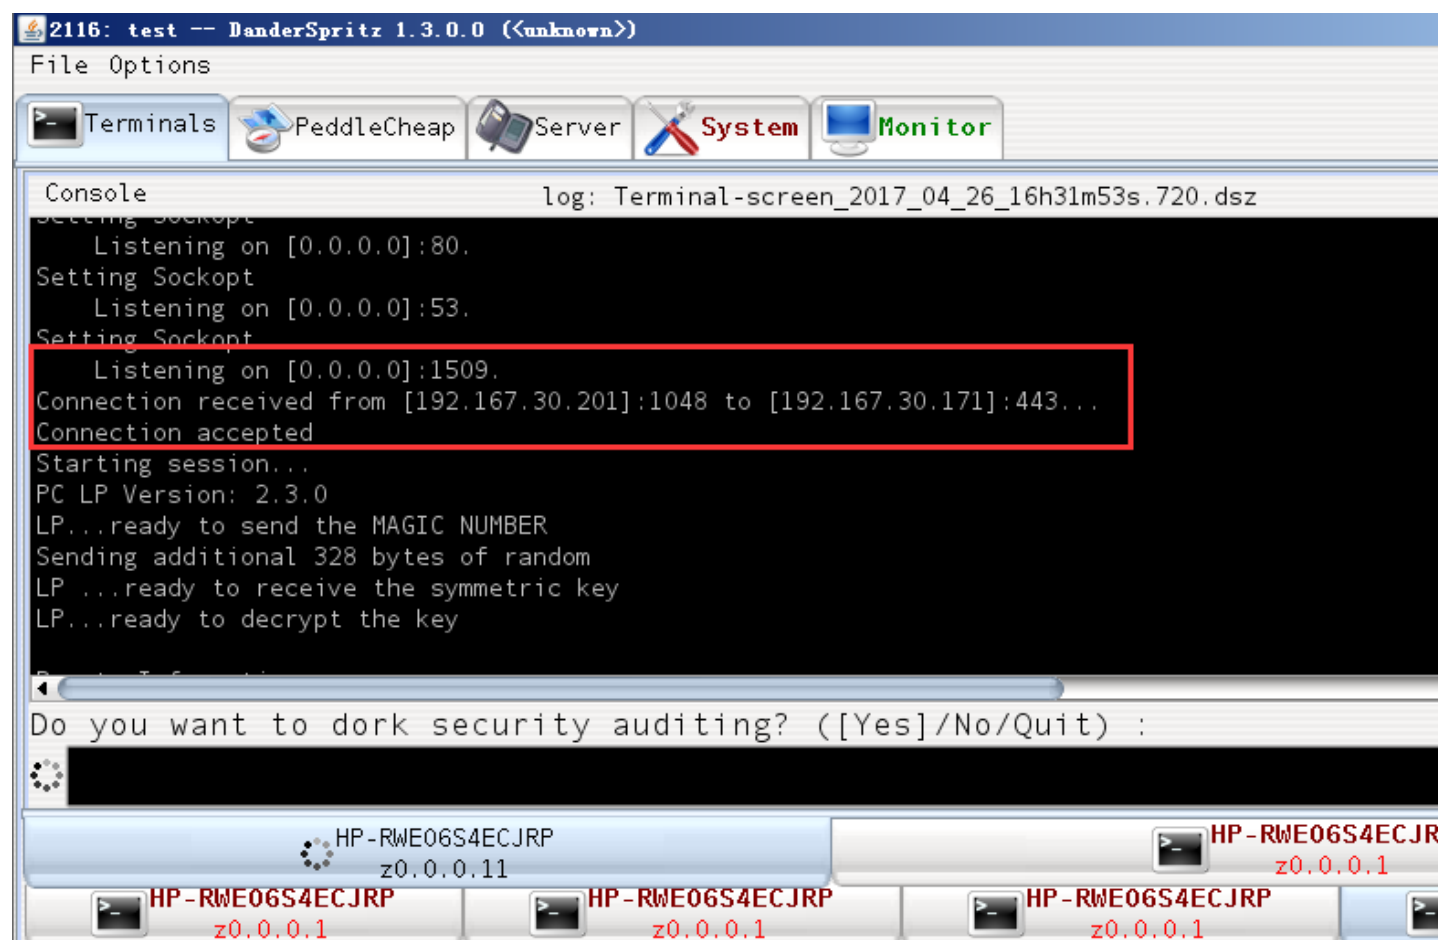 2116: test -- DanderSpritz 1.3.0.0 (<unknown>)
File Options
Terminals PeddleCheap Server System Monitor
Console log: Terminal-screen_2017_04_26_16h31m53s.720.dsz
Setting Sockopt
Listening on [0.0.0.0]:80.
Setting Sockopt
Listening on [0.0.0.0]:53.
Setting Sockopt
Listening on [0.0.0.0]:1509.
Connection received from [192.167.30.201]:1048 to [192.167.30.171]:443...
Connection accepted
Starting session...
PC LP Version: 2.3.0
LP...ready to send the MAGIC NUMBER
Sending additional 328 bytes of random
LP ...ready to receive the symmetric key
LP...ready to decrypt the key
Do you want to dork security auditing? ([Yes]/No/Quit) :
HP-RWE06S4ECJRP HP-RWE06S4ECJR
z0.0.0.11 z0.0.0.1
HP-RWE06S4ECJRP HP-RWE06S4ECJRP HP-RWE06S4ECJRP
z0.0.0.1 z0.0.0.1 z0.0.0.1